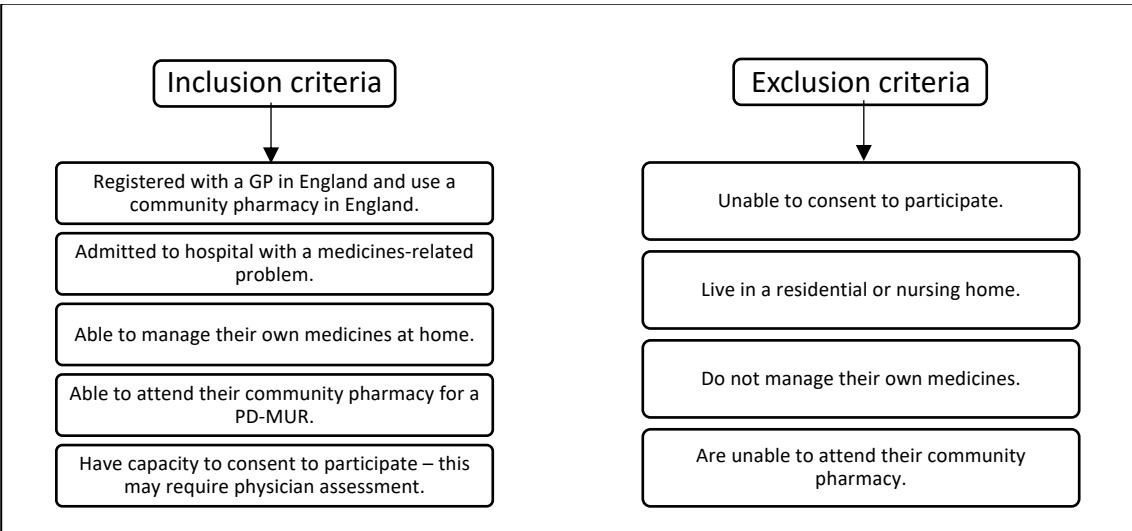 Inclusion criteria
Registered with a GP in England and use a
community pharmacy in England.
Admitted to hospital with a medicines-related
problem.
Able to manage their own medicines at home.
Able to attend their community pharmacy for a
PD-MUR.
Have capacity to consent to participate – this
may require physician assessment.
Exclusion criteria
Unable to consent to participate.
Live in a residential or nursing home.
Do not manage their own medicines.
Are unable to attend their community
pharmacy.